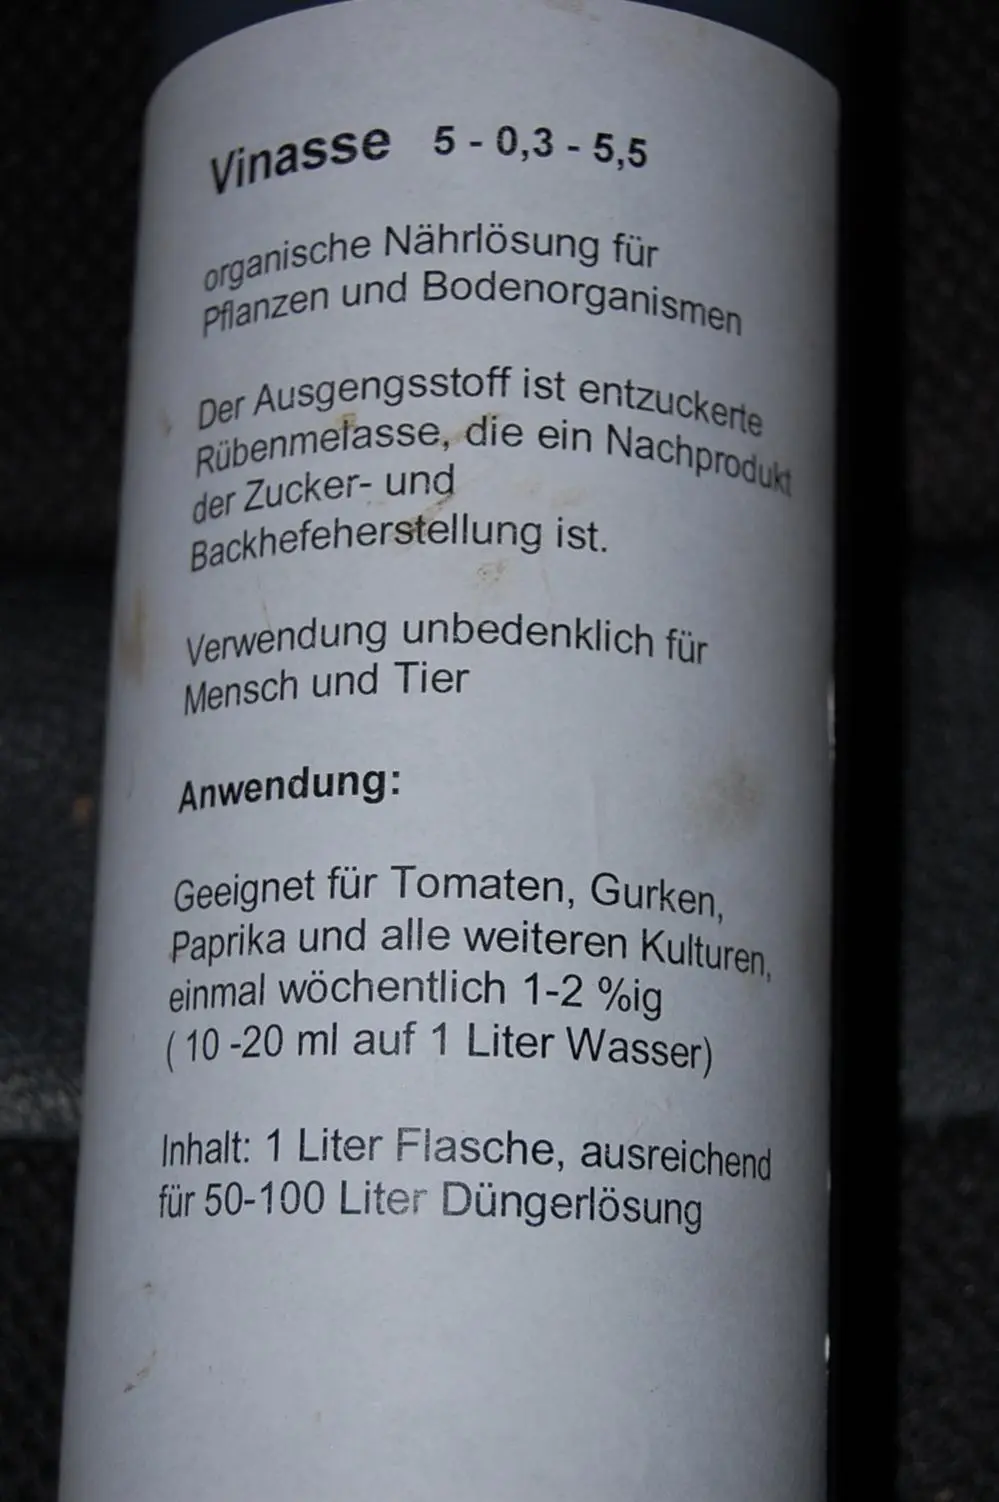 Vinasse 5 - 0,3 - 5,5
organische Nährlösung für
Pflanzen und Bodenorganismen
Der Ausgengsstoff ist entzuckerte
Rübenmelasse, die ein Nachprodukt
der Zucker- und
Backhefeherstellung ist.
Verwendung unbedenklich für
Mensch und Tier
Anwendung:
Geeignet für Tomaten, Gurken,
Paprika und alle weiteren Kulturen,
einmal wöchentlich 1-2 %ig
( 10 -20 ml auf 1 Liter Wasser)
Inhalt: 1 Liter Flasche, ausreichend
für 50-100 Liter Düngerlösung